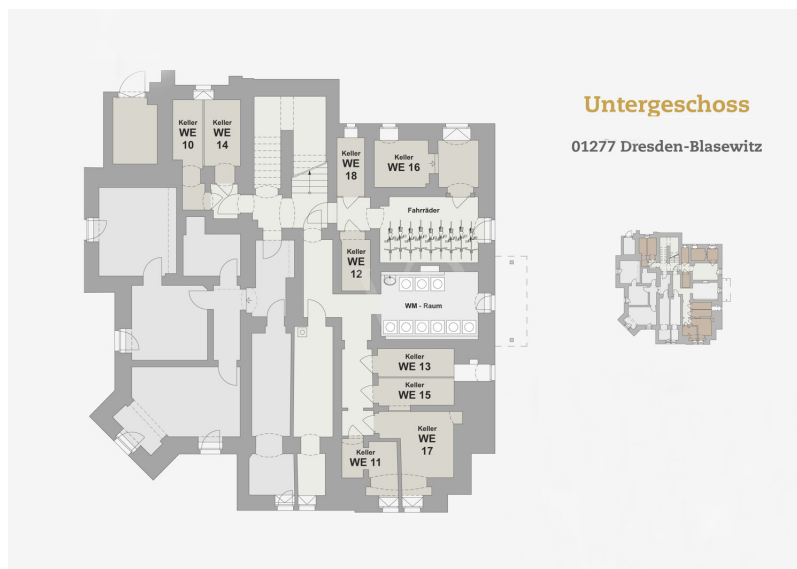 Untergeschoss
01277 Dresden-Blasewitz
Keller
WE
10
Keller
WE
14
Keller
WE
18
Keller
WE 16
Fahrräder
Keller
WE
12
WM - Raum
Keller
WE 13
Keller
WE 15
Keller
WE
17
Keller
WE 11